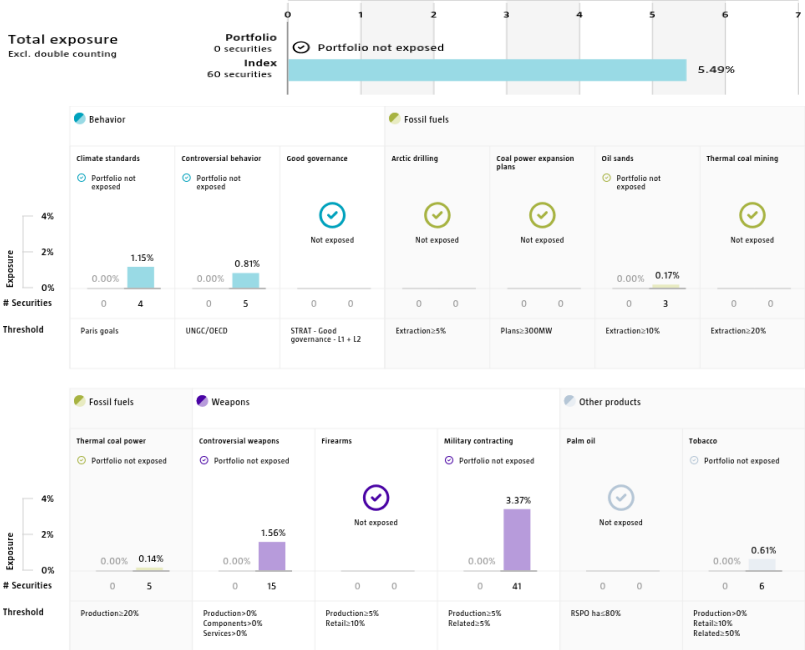 0 1 2 3 4 5 6 7
Total exposure
Excl. double counting
Portfolio
0 securities
Portfolio not exposed
Index
60 securities
5.49%
Behavior
Fossil fuels
Climate standards
Controversial behavior
Good governance
Arctic drilling
Coal power expansion
plans
Oil sands
Thermal coal mining
Portfolio not
exposed
Portfolio not
exposed
Portfolio not
exposed
Not exposed
Not exposed
Not exposed
Not exposed
Exposure
4%
2%
0%
0.00% 1.15%
0.00% 0.81%
0.00% 0.17%
# Securities 0 4 0 5 0 0 0 0 0 0 0 3 0 0
Threshold
Paris goals
UNGC/OECD
STRAT - Good
governance - L1 + L2
Extraction≥5%
Plans≥300MW
Extraction≥10%
Extraction≥20%
Fossil fuels
Weapons
Other products
Thermal coal power
Controversial weapons
Firearms
Military contracting
Palm oil
Tobacco
Portfolio not exposed
Portfolio not exposed
Portfolio not exposed
Portfolio not exposed
Not exposed
Not exposed
Exposure
4%
2%
0%
0.00% 0.14%
0.00% 1.56%
0.00% 3.37%
0.00% 0.61%
# Securities 0 5 0 15 0 0 0 41 0 0 0 6
Threshold
Production≥20%
Production>0%
Components>0%
Services>0%
Production≥5%
Retail≥10%
Production≥5%
Related≥5%
RSPO ha≤80%
Production>0%
Retail≥10%
Related≥50%